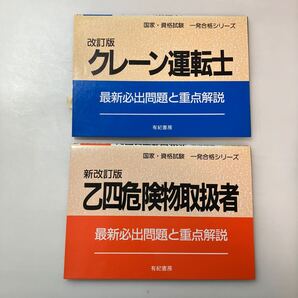 国家・資格試験　一発合格シリーズ
改訂版
クレーン運転士
最新必出問題と重点解説
有紀書房
国家・資格試験　一発合格シリーズ
新改訂版
乙四危険物取扱者
最新必出問題と重点解説
有紀書房